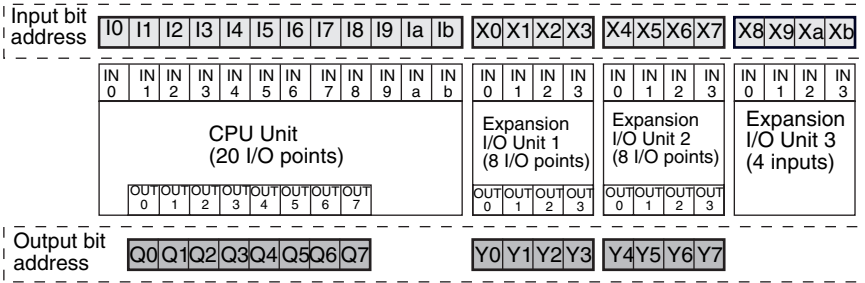 Input bit address
I0 I1 I2 I3 I4 I5 I6 I7 I8 I9 Ia Ib X0 X1 X2 X3 X4 X5 X6 X7 X8 X9 Xa Xb
IN IN IN IN IN IN IN IN IN IN IN IN IN IN IN IN IN IN IN IN IN IN IN IN
0 1 2 3 4 5 6 7 8 9 a b 0 1 2 3 0 1 2 3 0 1 2 3
CPU Unit
(20 I/O points)
Expansion
I/O Unit 1
(8 I/O points)
Expansion
I/O Unit 2
(8 I/O points)
Expansion
I/O Unit 3
(4 inputs)
OUT OUT OUT OUT OUT OUT OUT OUT OUT OUT OUT OUT OUT OUT OUT OUT
0 1 2 3 4 5 6 7 0 1 2 3 0 1 2 3
Output bit address
Q0 Q1 Q2 Q3 Q4 Q5 Q6 Q7 Y0 Y1 Y2 Y3 Y4 Y5 Y6 Y7